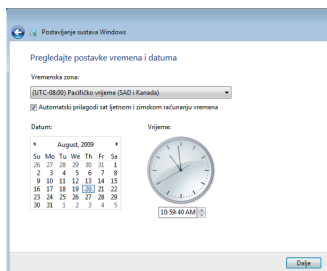 Postavljanje sustava Windows
Pregledajte postavke vremena i datuma
Vremenska zona:
(UTC-08:00) Pacifičko vrijeme (SAD i Kanada)
Automatski prilagodi sat ljetnom i zimskom računanju vremena
Datum:
Vrijeme:
August, 2009
Su Mo Tu We Th Fr Sa
26 27 28 29 30 31 1
2 3 4 5 6 7 8
9 10 11 12 13 14 15
16 17 18 19 20 21 22
23 24 25 26 27 28 29
30 31 1 2 3 4 5
10:59:40 AM
Dalje